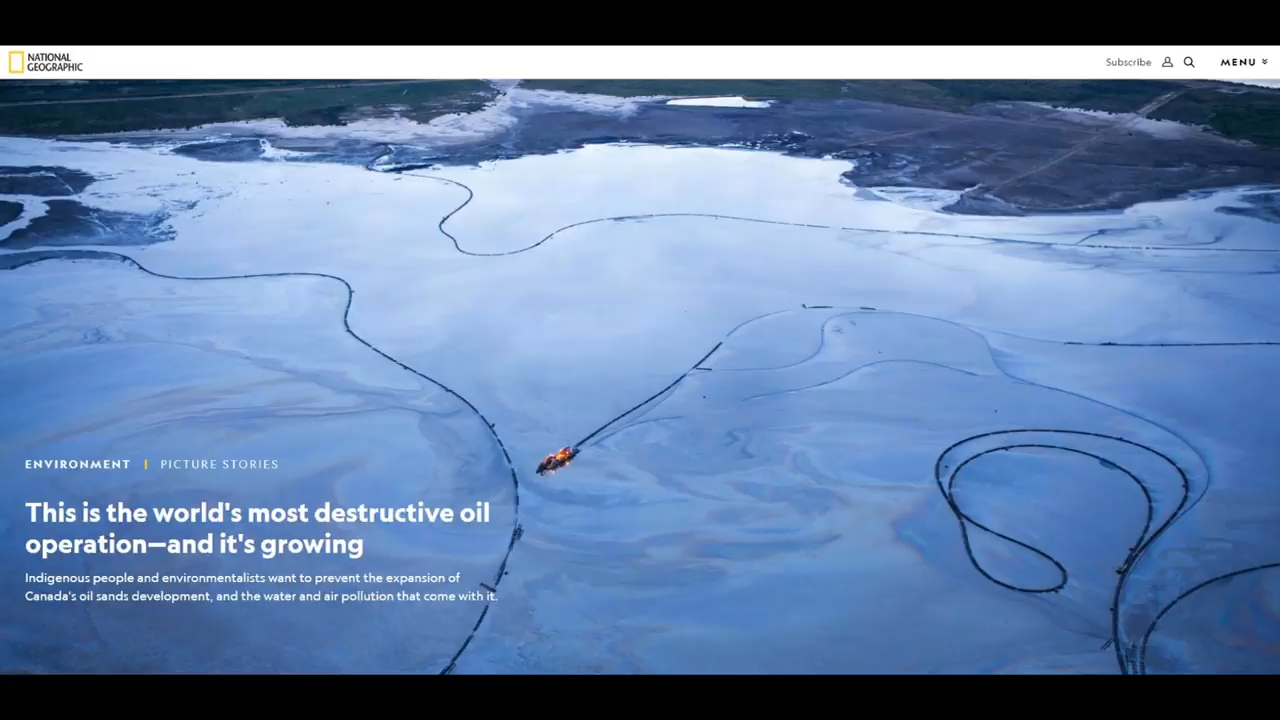 NATIONAL
GEOGRAPHIC
Subscribe
MENU
ENVIRONMENT | PICTURE STORIES
This is the world's most destructive oil
operation—and it's growing
Indigenous people and environmentalists want to prevent the expansion of
Canada's oil sands development, and the water and air pollution that come with it.